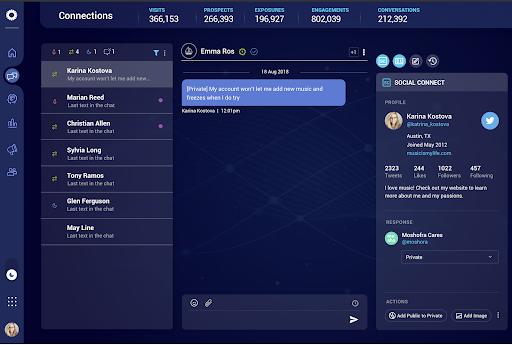 Connections
VISITS
366,153
PROSPECTS
266,393
EXPOSURES
196,927
ENGAGEMENTS
802,039
CONVERSATIONS
212,392
1 4 1 1
Karina Kostova
My account won't let me add new...
Marian Reed
Last text in the chat
Christian Allen
Last text in the chat
Sylvia Long
Last text in the chat
Tony Ramos
Last text in the chat
Glen Ferguson
Last text in the chat
May Line
Last text in the chat
Emma Ros
+1
18 Aug 2018
[Private] My account won't let me add new music and
freezes when I do try
Karina Kostova | 12:01pm
SOCIAL CONNECT
PROFILE
Karina Kostova
@katrina_kostova
Austin, TX
Joined May 2012
musicismylife.com
2323 244 1022 457
Tweets Likes Followers Following
I love music! Check out my website to learn
more about me and my passions.
RESPONSE
Moshofra Cares
@moshora
Private
ACTIONS
Add Public to Private
Add Image